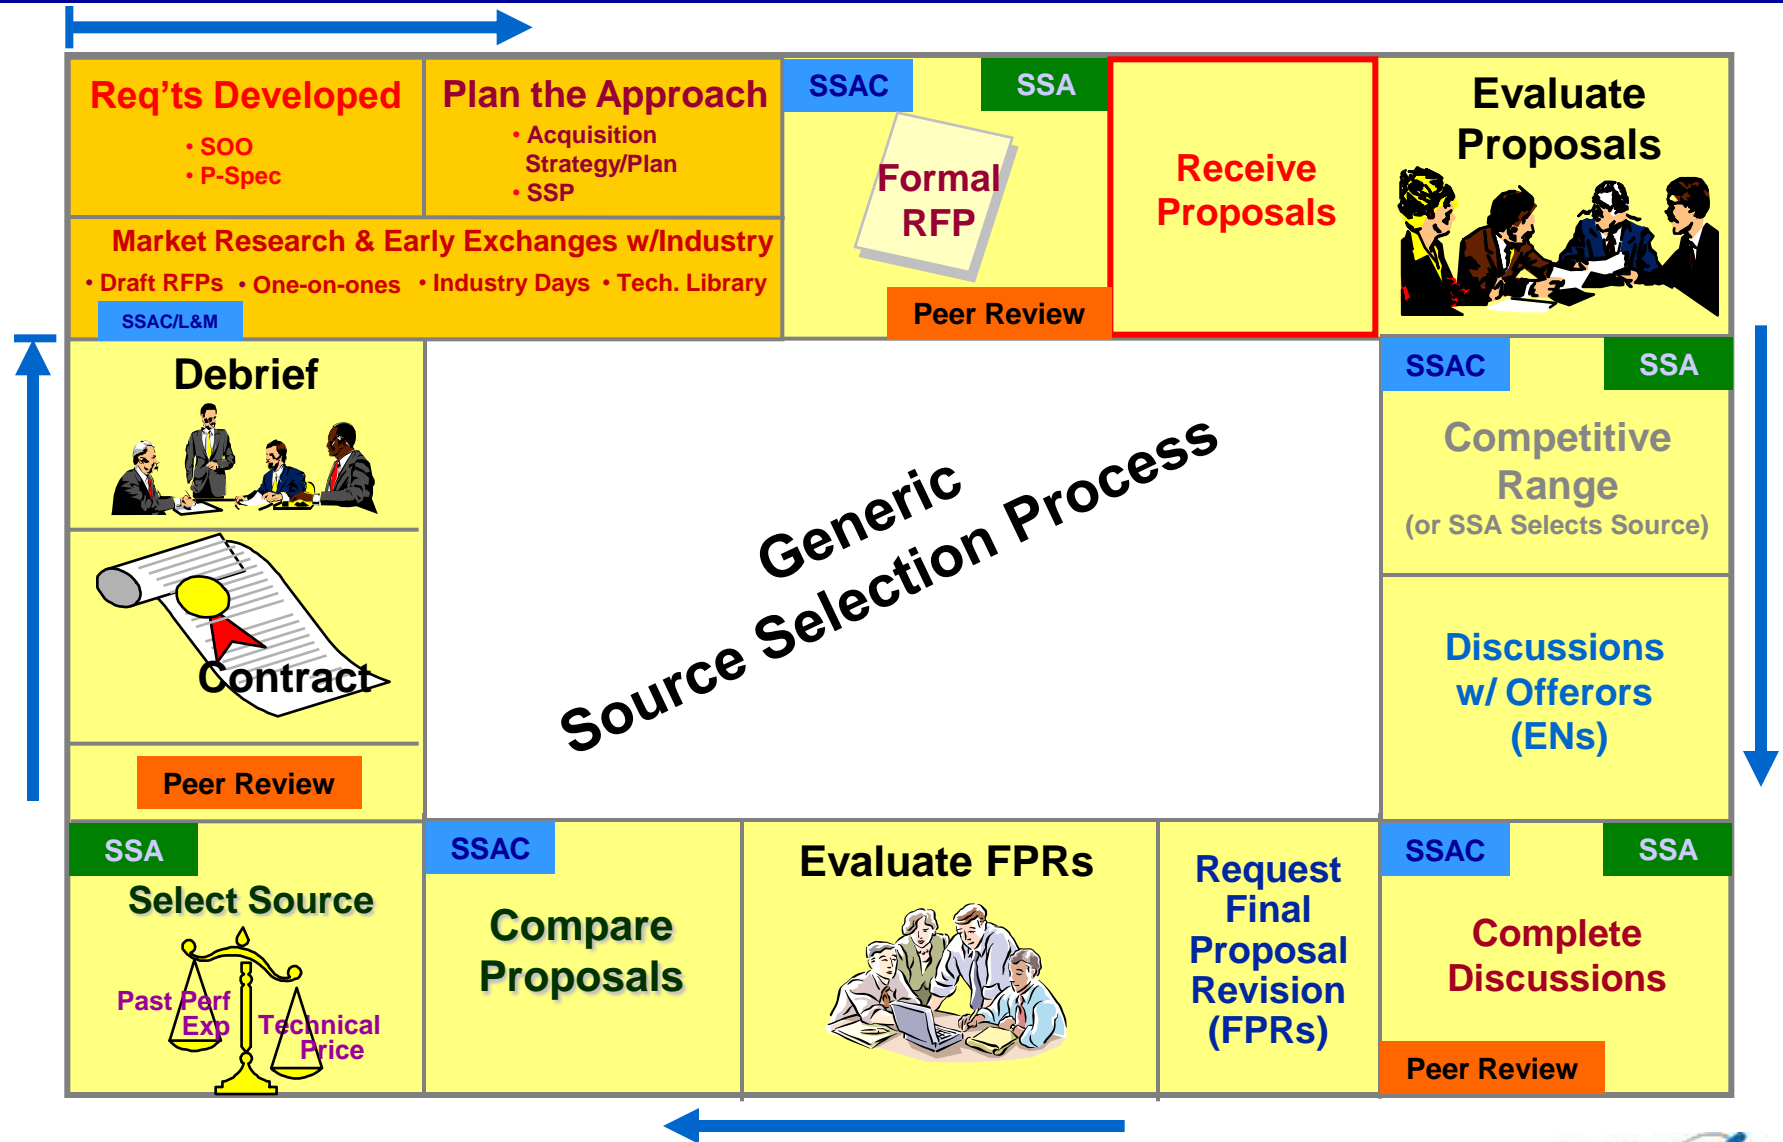 Req'ts Developed
• SOO
• P-Spec
Plan the Approach
• Acquisition
Strategy/Plan
• SSP
Market Research & Early Exchanges w/Industry
• Draft RFPs • One-on-ones • Industry Days • Tech. Library
SSAC/L&M
SSAC
SSA
Formal
RFP
Peer Review
Receive
Proposals
Evaluate
Proposals
SSAC
SSA
Competitive
Range
(or SSA Selects Source)
Discussions
w/ Offerors
(ENs)
SSAC
SSA
Complete
Discussions
Peer Review
Request
Final
Proposal
Revision
(FPRs)
Evaluate FPRs
SSAC
Compare
Proposals
SSA
Select Source
Past Perf
Exp
Technical
Price
Peer Review
Contract
Debrief
Generic
Source Selection Process